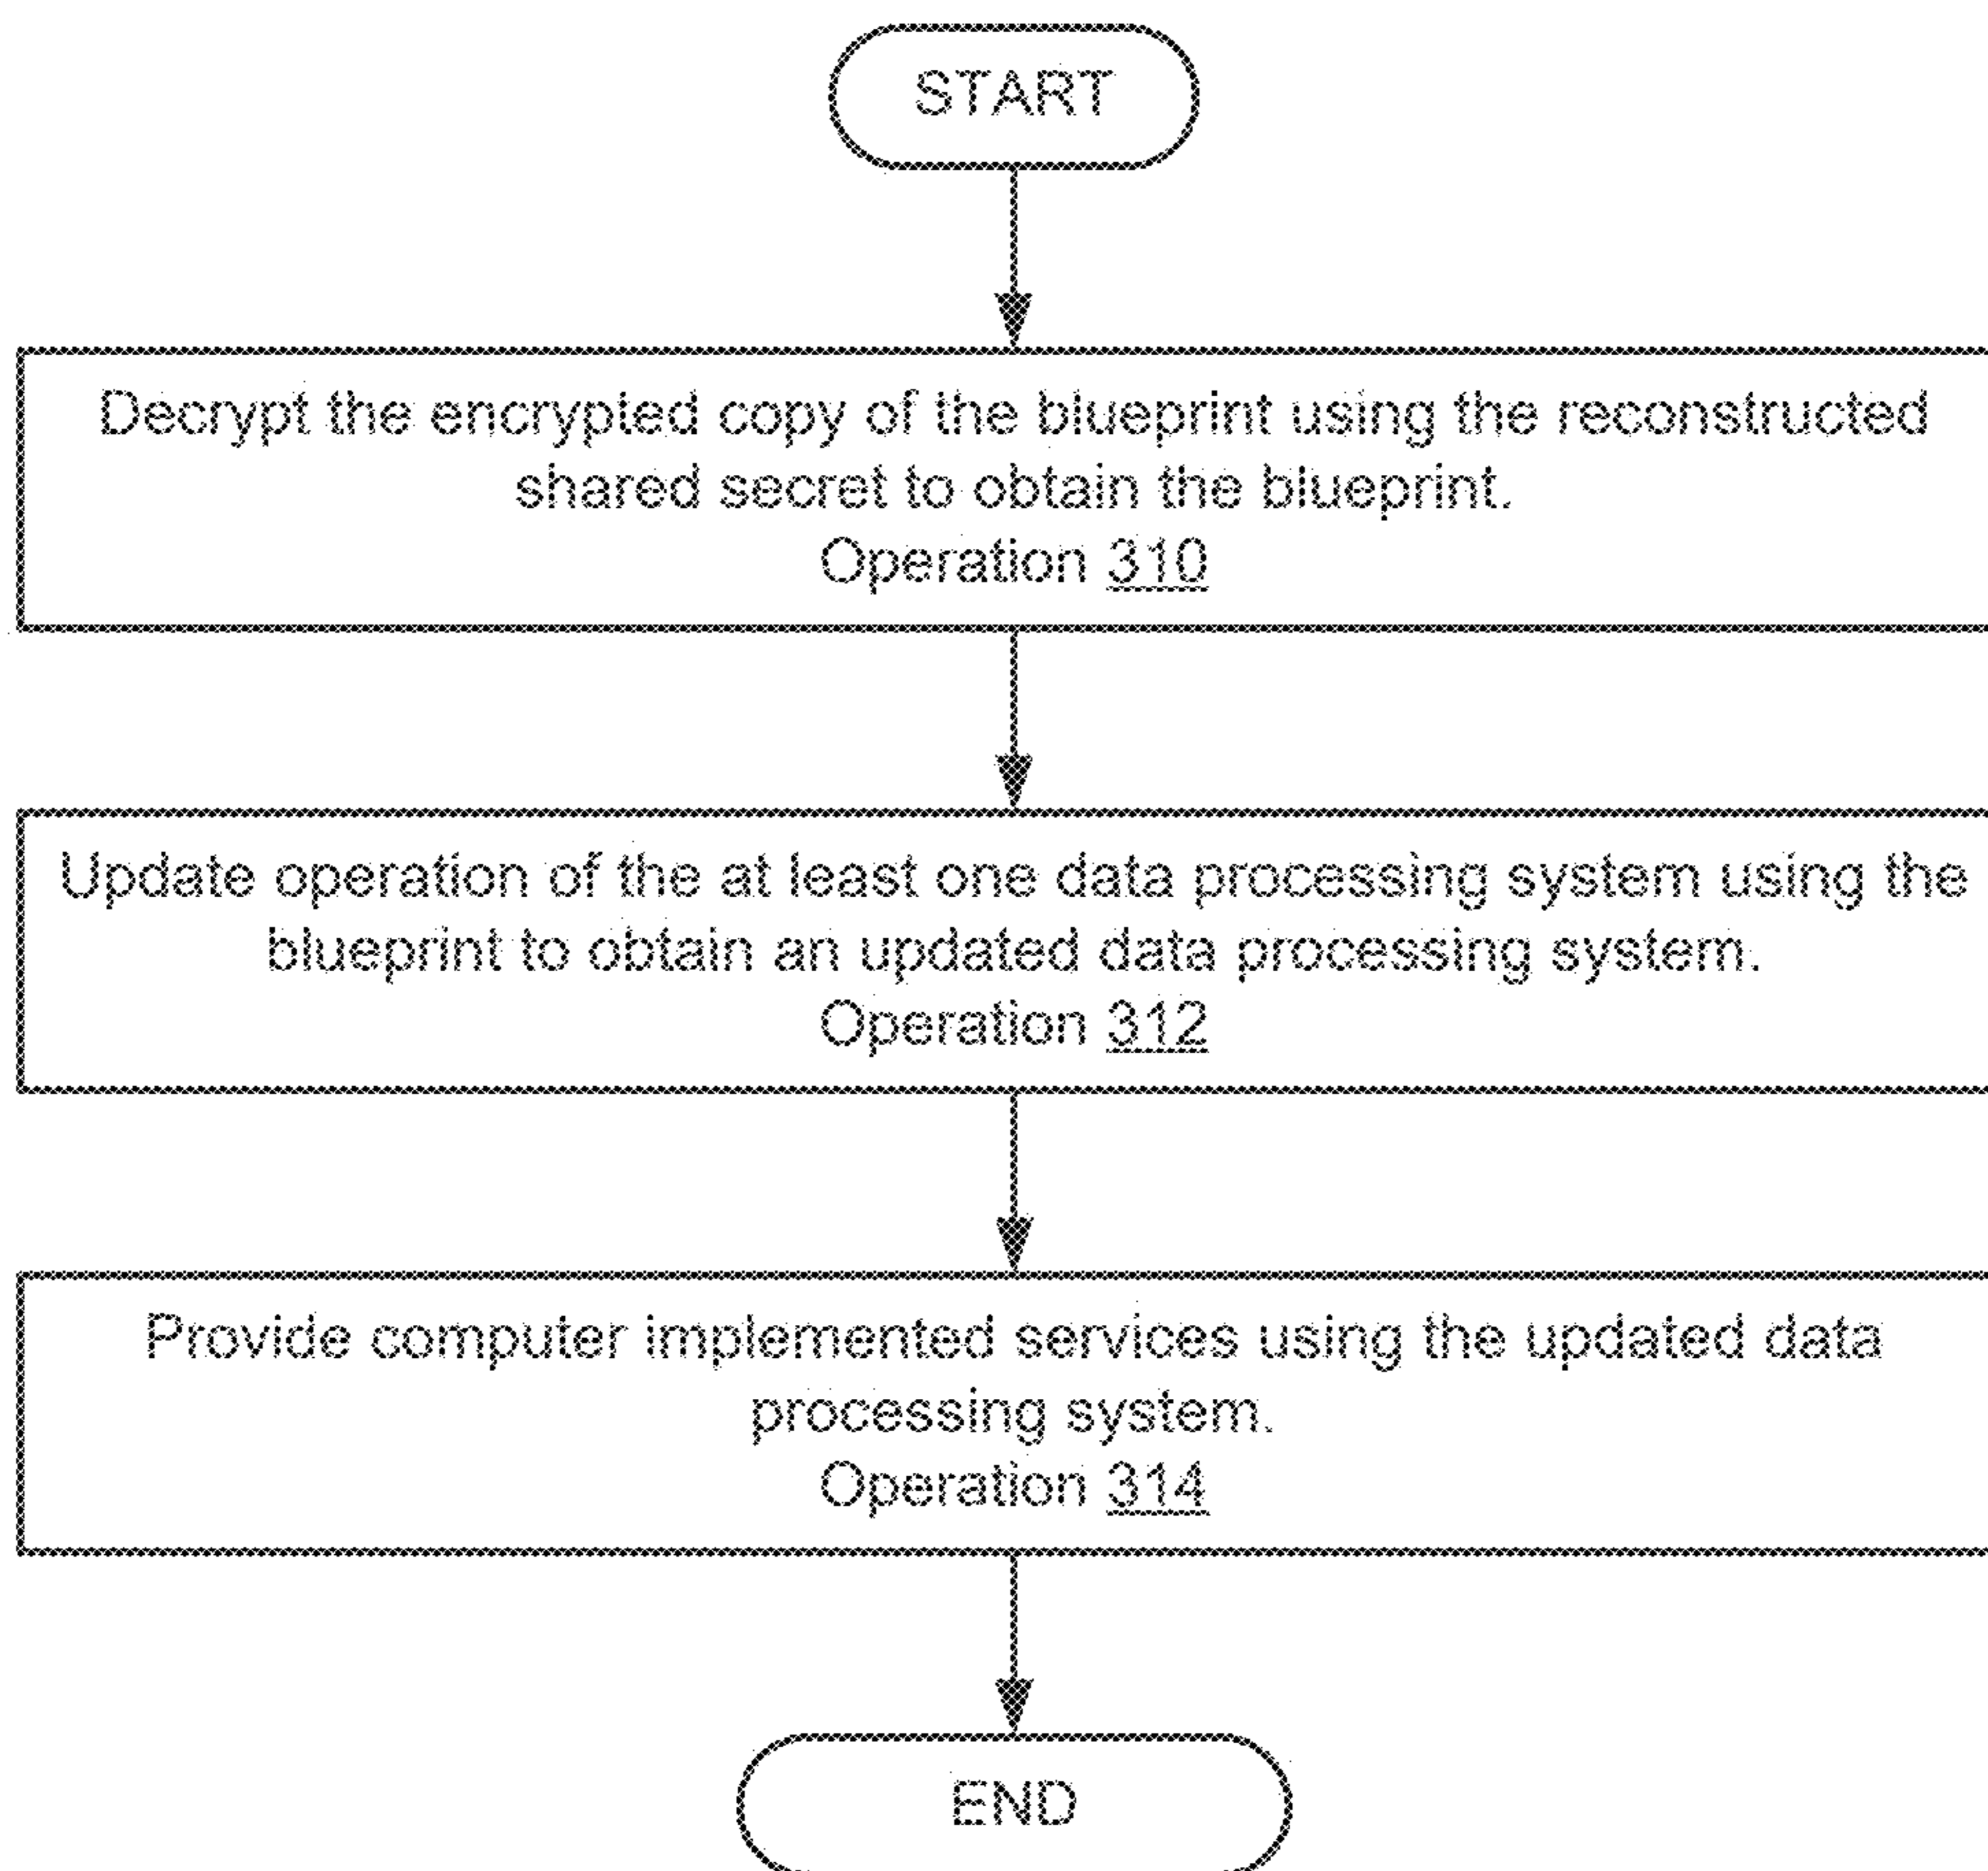 START
Decrypt the encrypted copy of the blueprint using the reconstructed
shared secret to obtain the blueprint.
Operation 310
Update operation of the at least one data processing system using the
blueprint to obtain an updated data processing system.
Operation 312
Provide computer implemented services using the updated data
processing system.
Operation 314
END